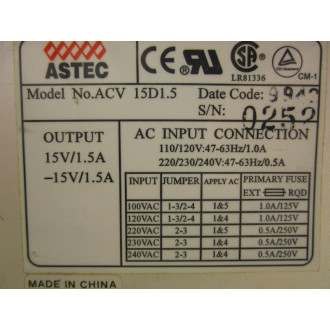 ASTEC
CE
SA
LR81336
CM-1
Model No.ACV 15D1.5
Date Code:
S/N: 0252
OUTPUT
15V/1.5A
-15V/1.5A
AC INPUT CONNECTION
110/120V:47-63Hz/1.0A
220/230/240V:47-63Hz/0.5A
INPUT JUMPER APPLY AC PRIMARY FUSE
EXT RQD
100VAC 1-3/2-4 1&5 1.0A/125V
120VAC 1-3/2-4 1&4 1.0A/125V
220VAC 2-3 1&5 0.5A/250V
230VAC 2-3 1&4 0.5A/250V
240VAC 2-3 1&4 0.5A/250V
MADE IN CHINA